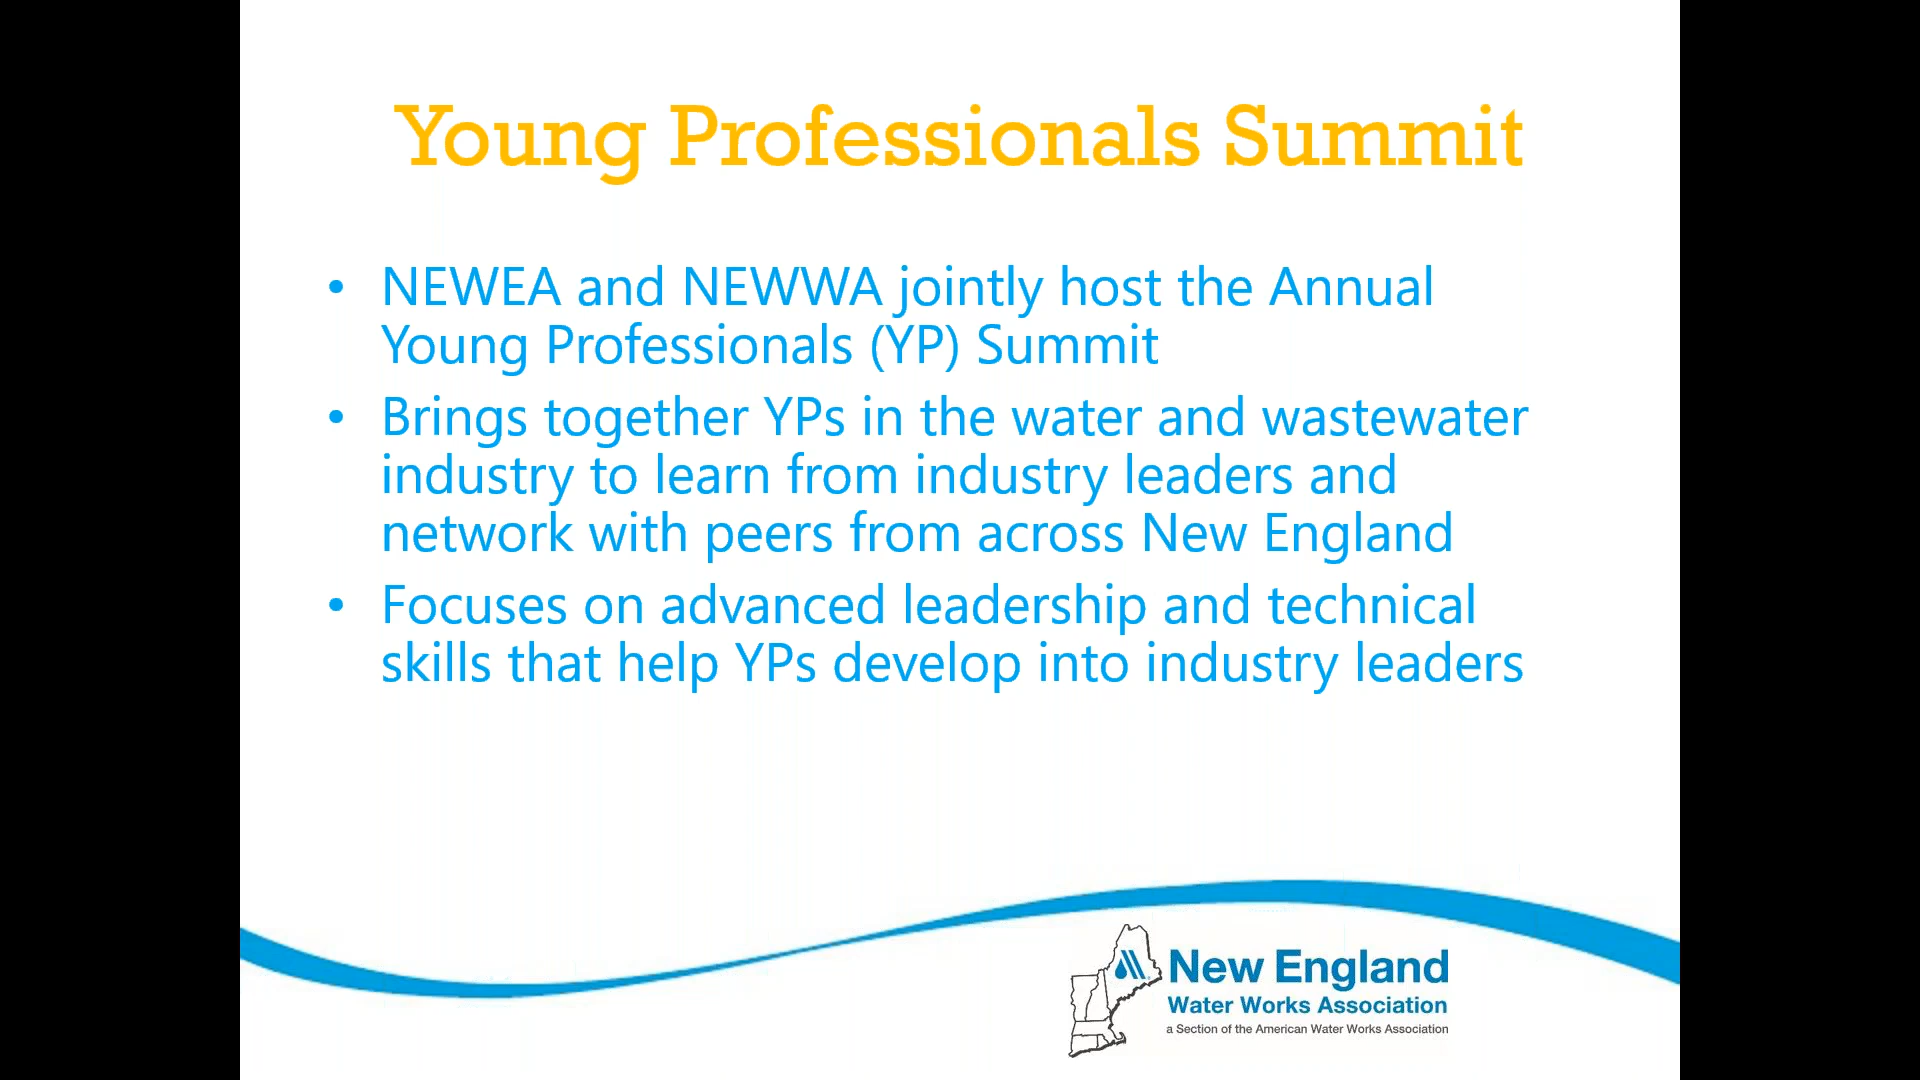 Young Professionals Summit
• NEWEA and NEWWA jointly host the Annual
Young Professionals (YP) Summit
• Brings together YPs in the water and wastewater
industry to learn from industry leaders and
network with peers from across New England
• Focuses on advanced leadership and technical
skills that help YPs develop into industry leaders
New England
Water Works Association
a Section of the American Water Works Association